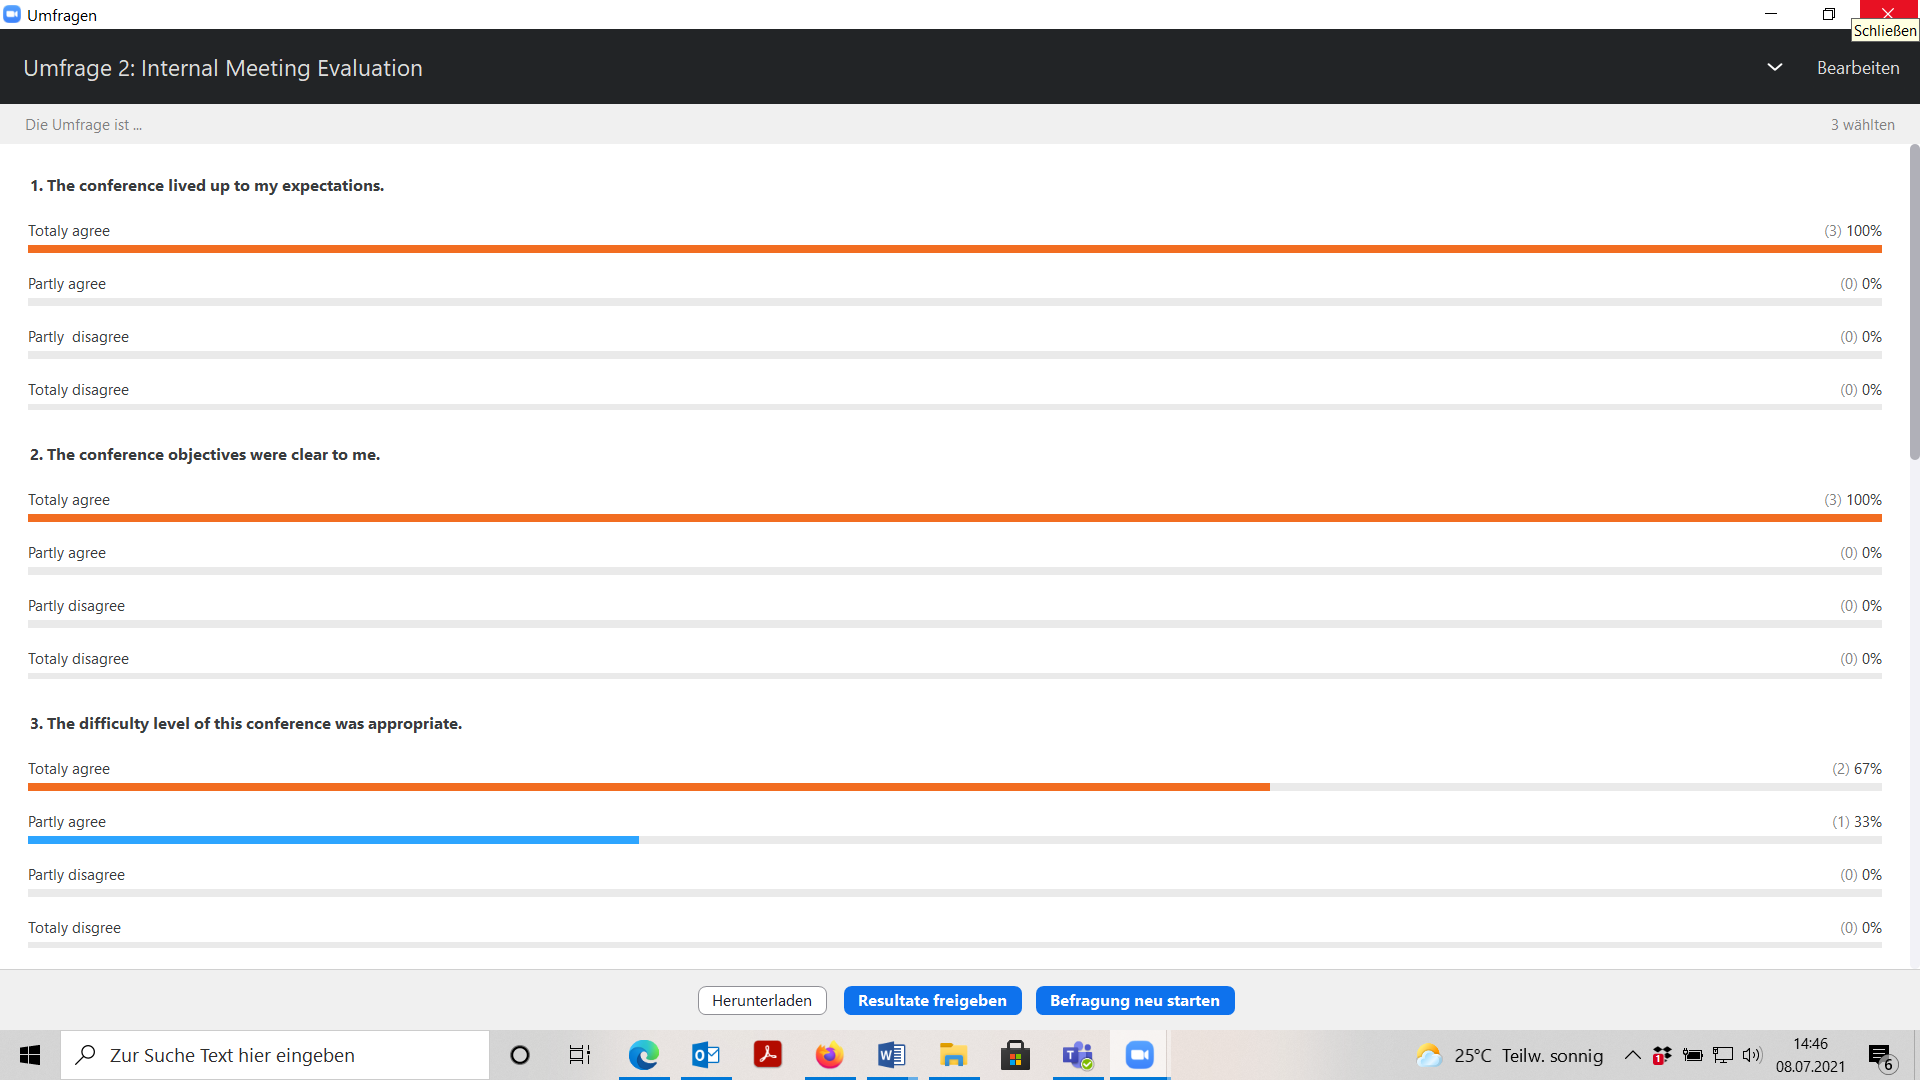 Umfragen
Schließen
Umfrage 2: Internal Meeting Evaluation
Bearbeiten
Die Umfrage ist ...
3 wählten
1. The conference lived up to my expectations.
Totaly agree (3) 100%
Partly agree (0) 0%
Partly  disagree (0) 0%
Totaly disagree (0) 0%
2. The conference objectives were clear to me.
Totaly agree (3) 100%
Partly agree (0) 0%
Partly disagree (0) 0%
Totaly disagree (0) 0%
3. The difficulty level of this conference was appropriate.
Totaly agree (2) 67%
Partly agree (1) 33%
Partly disagree (0) 0%
Totaly disgree (0) 0%
Herunterladen
Resultate freigeben
Befragung neu starten
Zur Suche Text hier eingeben
25°C Teilw. sonnig
1
14:46
08.07.2021
6